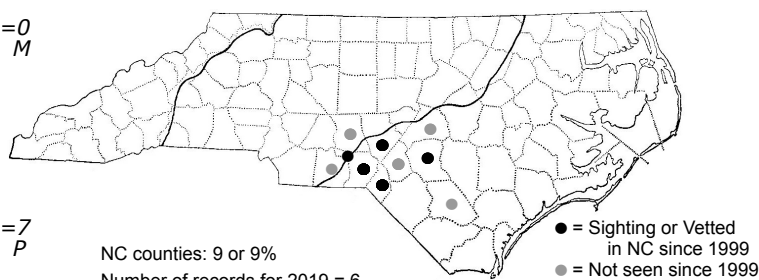 =0
M
=7
P
NC counties: 9 or 9%
Number of records for 2019 = 6
● = Sighting or Vetted
in NC since 1999
● = Not seen since 1999